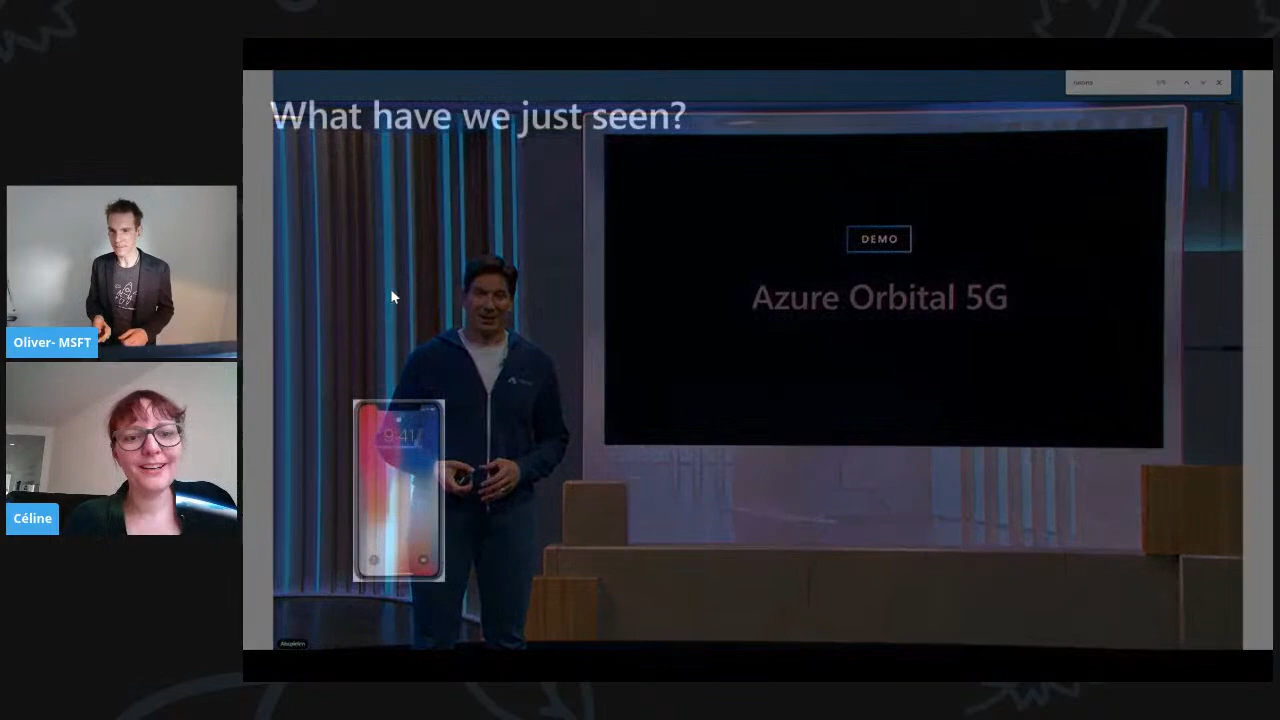 What have we just seen?
DEMO
Azure Orbital 5G
9:41
Oliver- MSFT
Céline